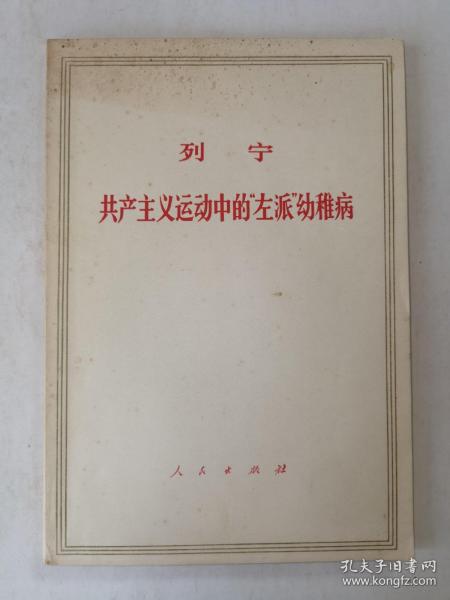 列 宁
共产主义运动中的“左派”幼稚病
人民出版社
孔夫子旧书网
www.kongfz.com